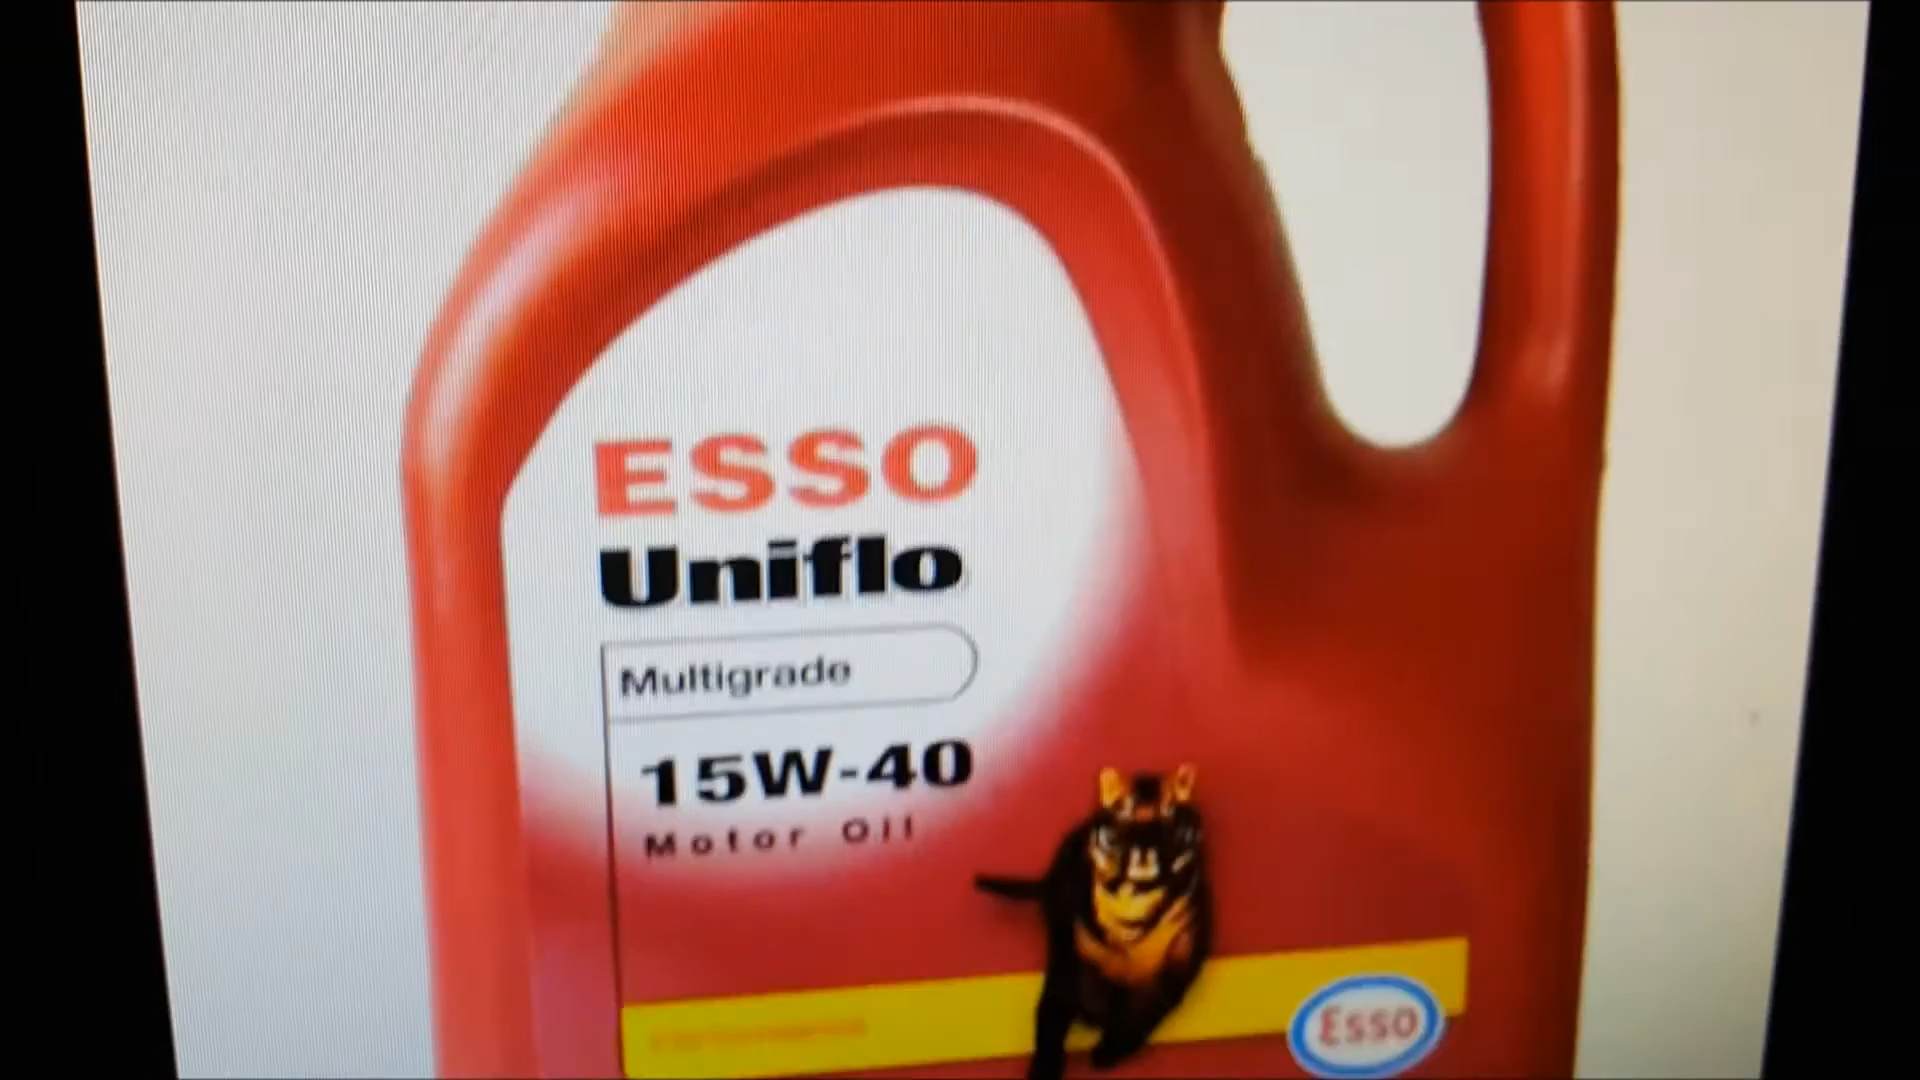 ESSO
Uniflo
Multigrade
15W-40
Motor Oil
Esso